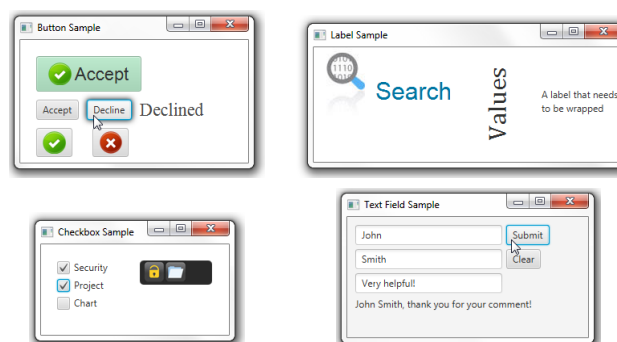 Button Sample
Accept
Accept Decline Declined
Label Sample
1110
Search
Values
A label that needs
to be wrapped
Checkbox Sample
Security
Project
Chart
Text Field Sample
John Submit
Smith Clear
Very helpful!
John Smith, thank you for your comment!